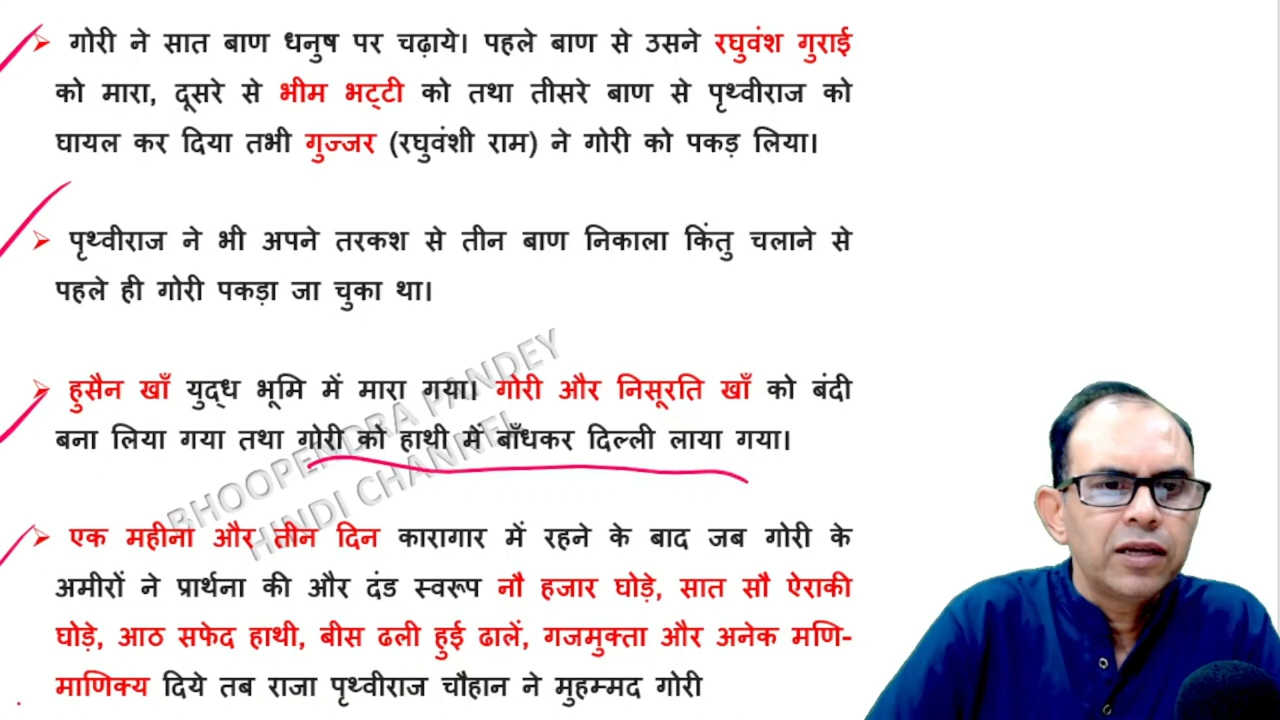 गोरी ने सात बाण धनुष पर चढ़ाये। पहले बाण से उसने रघुवंश गुराई
को मारा, दूसरे से भीम भट्टी को तथा तीसरे बाण से पृथ्वीराज को
घायल कर दिया तभी गुज्जर (रघुवंशी राम) ने गोरी को पकड़ लिया।
पृथ्वीराज ने भी अपने तरकश से तीन बाण निकाला किंतु चलाने से
पहले ही गोरी पकड़ा जा चुका था।
हुसैन खाँ युद्ध भूमि में मारा गया। गोरी और निसूरति खाँ को बंदी
बना लिया गया तथा गोरी को हाथी में बाँधकर दिल्ली लाया गया।
BHOOPENDRA PANDEY
HINDI CHANNEL
एक महीना और तीन दिन कारागार में रहने के बाद जब गोरी के
अमीरों ने प्रार्थना की और दंड स्वरूप नौ हजार घोड़े, सात सौ ऐराकी
घोड़े, आठ सफेद हाथी, बीस ढली हुई ढालें, गजमुक्ता और अनेक मणि-
माणिक्य दिये तब राजा पृथ्वीराज चौहान ने मुहम्मद गोरी